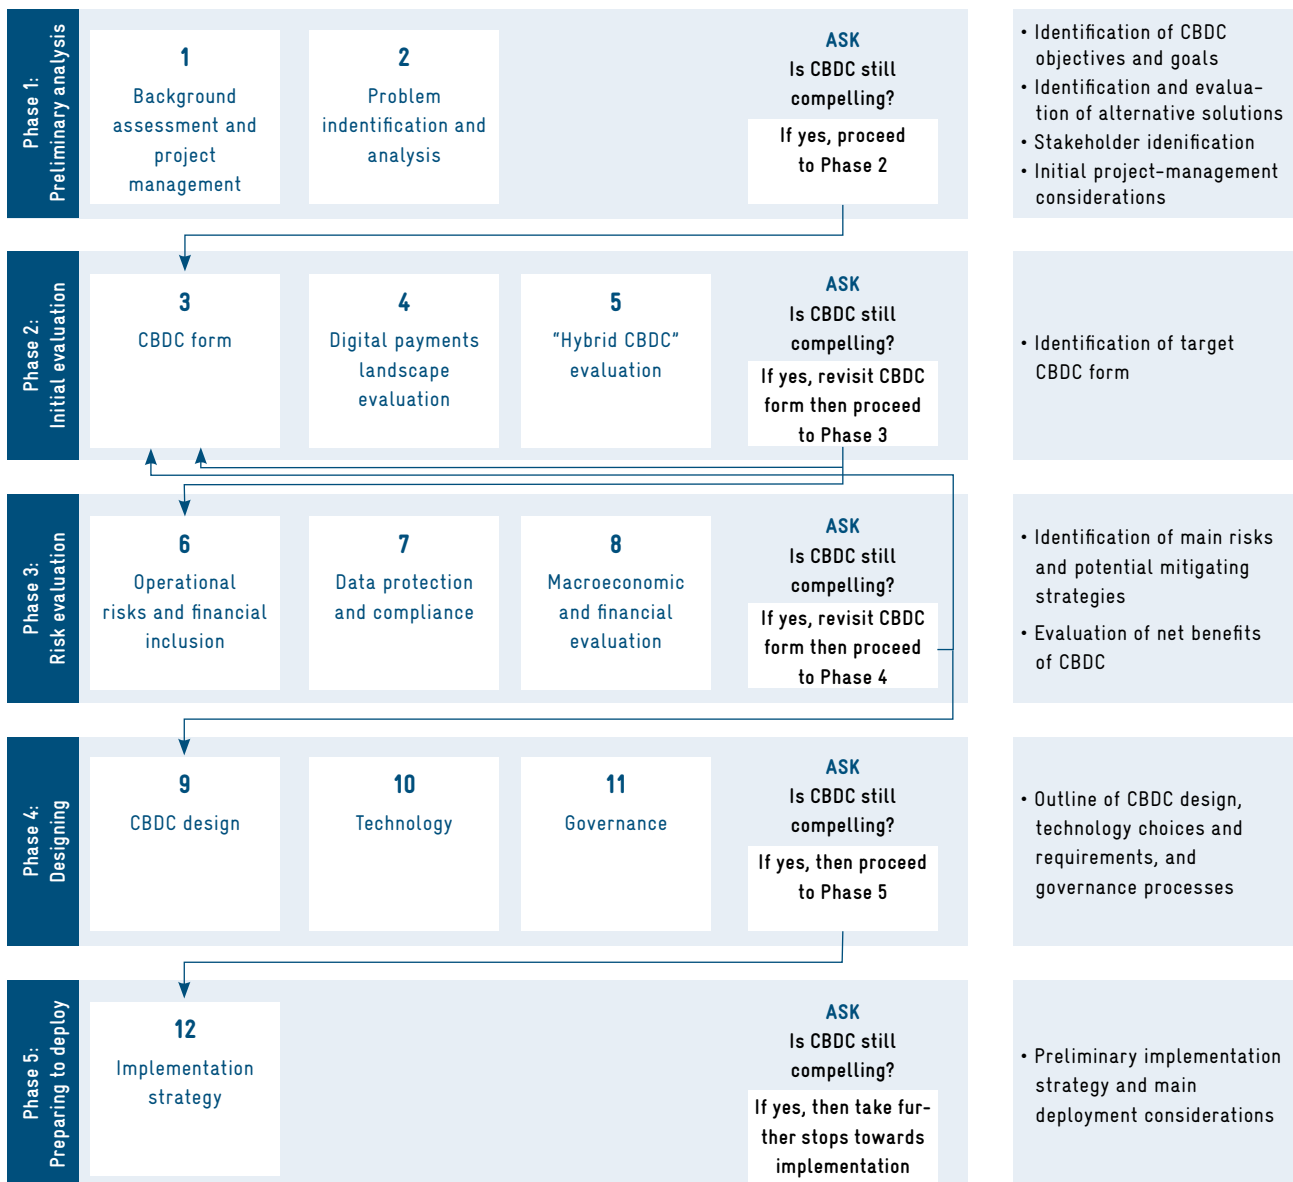 Phase 1:
Preliminary analysis
1
Background
assessment and
project
management
2
Problem
indentification and
analysis
ASK
Is CBDC still
compelling?
If yes, proceed
to Phase 2
• Identification of CBDC
objectives and goals
• Identification and evalua-
tion of alternative solutions
• Stakeholder idenification
• Initial project-management
considerations
Phase 2:
Initial evaluation
3
CBDC form
4
Digital payments
landscape
evaluation
5
"Hybrid CBDC"
evaluation
ASK
Is CBDC still
compelling?
If yes, revisit CBDC
form then proceed
to Phase 3
• Identification of target
CBDC form
Phase 3:
Risk evaluation
6
Operational
risks and financial
inclusion
7
Data protection
and compliance
8
Macroeconomic
and financial
evaluation
ASK
Is CBDC still
compelling?
If yes, revisit CBDC
form then proceed
to Phase 4
• Identification of main risks
and potential mitigating
strategies
• Evaluation of net benefits
of CBDC
Phase 4:
Designing
9
CBDC design
10
Technology
11
Governance
ASK
Is CBDC still
compelling?
If yes, then proceed
to Phase 5
• Outline of CBDC design,
technology choices and
requirements, and
governance processes
Phase 5:
Preparing to deploy
12
Implementation
strategy
ASK
Is CBDC still
compelling?
If yes, then take fur-
ther stops towards
implementation
• Preliminary implementation
strategy and main
deployment considerations